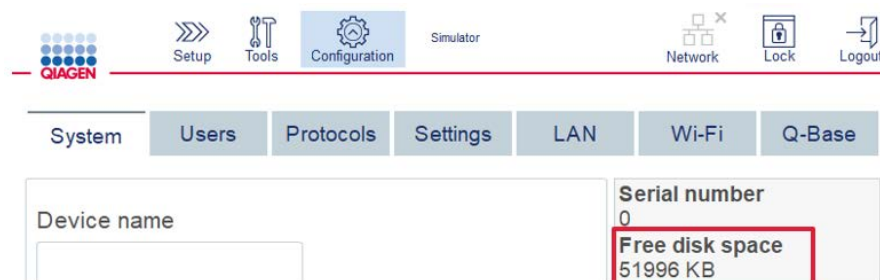 QIAGEN
Setup
Tools
Configuration
Simulator
Network
Lock
Logout
System
Users
Protocols
Settings
LAN
Wi-Fi
Q-Base
Device name
Serial number
0
Free disk space
51996 KB